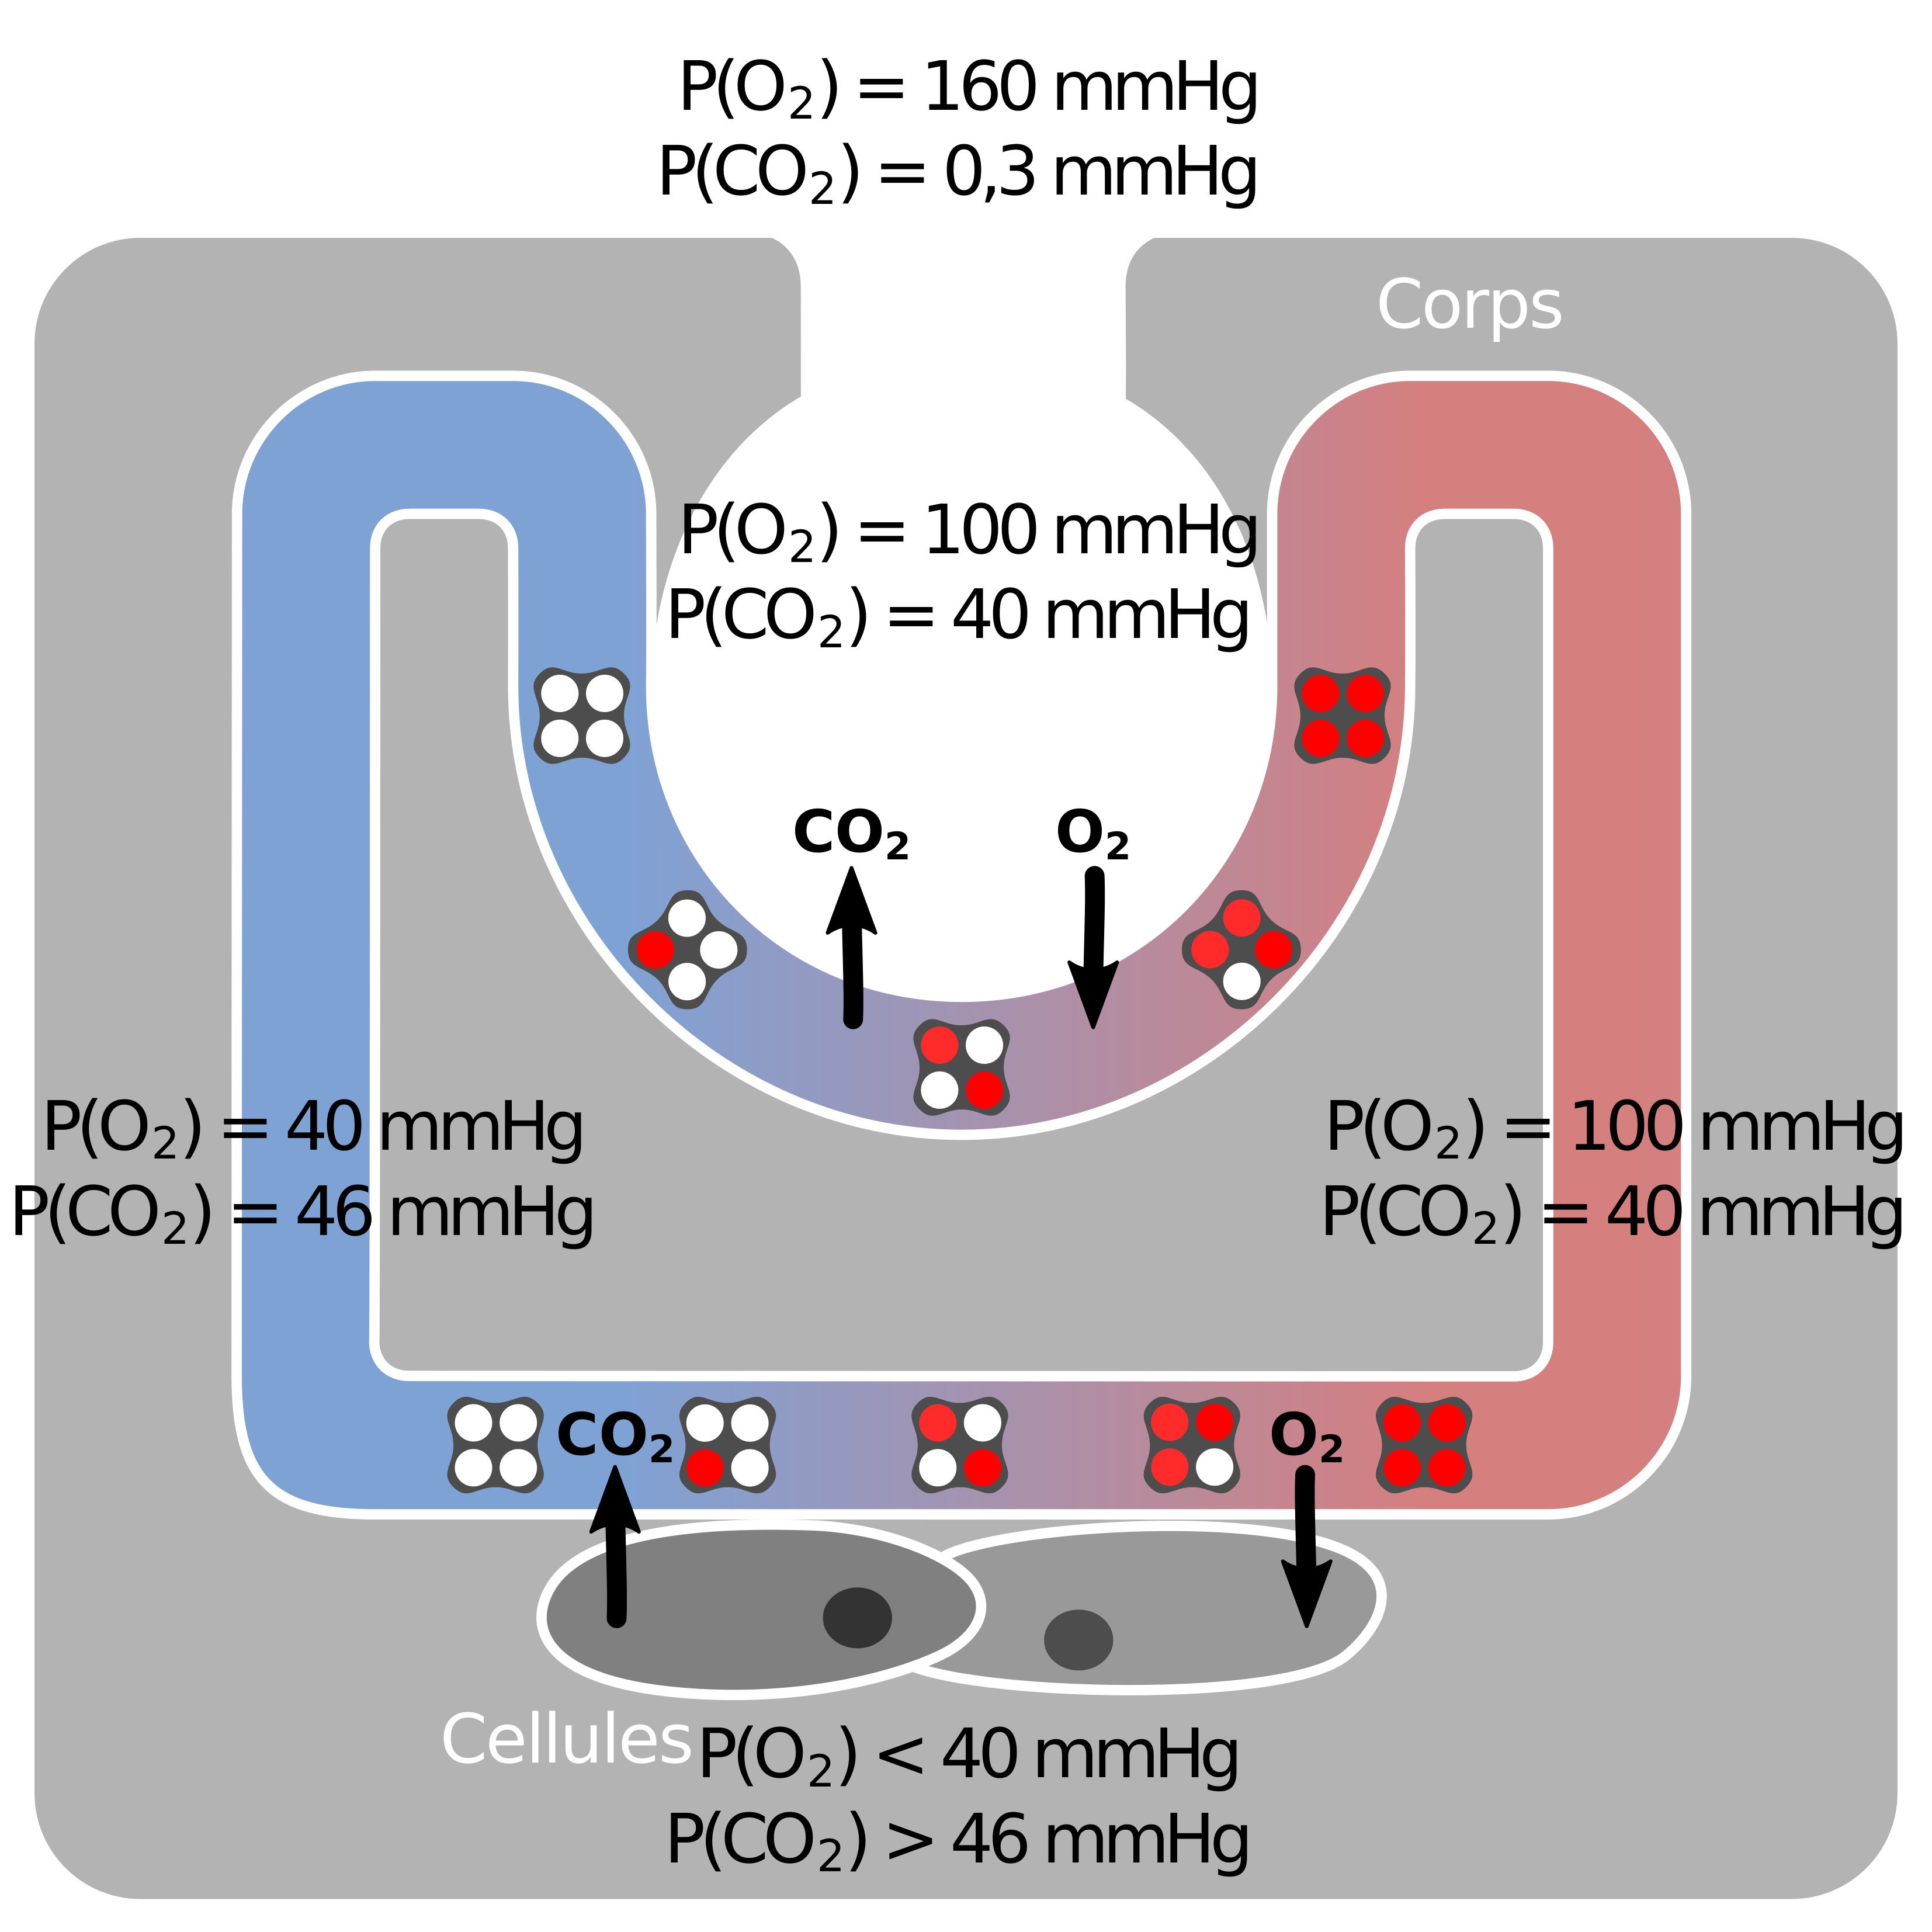 P(O₂) = 160 mmHg
P(CO₂) = 0,3 mmHg
Corps
P(O₂) = 100 mmHg
P(CO₂) = 40 mmHg
CO₂
O₂
P(O₂) = 40 mmHg
P(CO₂) = 46 mmHg
P(O₂) = 100 mmHg
P(CO₂) = 40 mmHg
CO₂
O₂
Cellules
P(O₂) < 40 mmHg
P(CO₂) > 46 mmHg